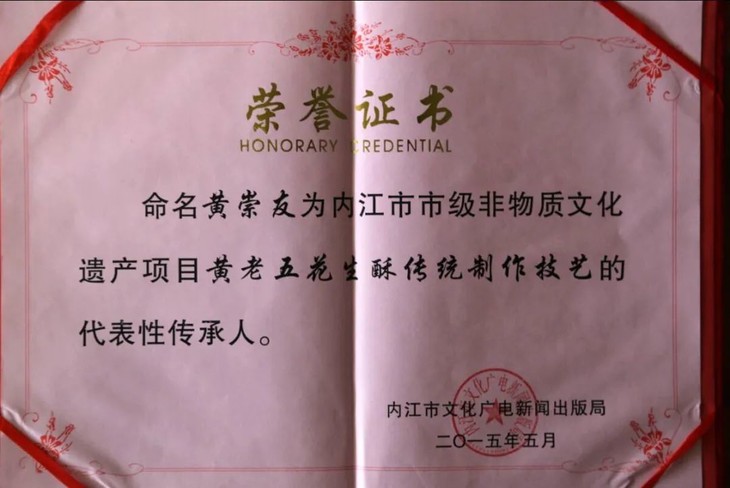 荣誉证书
HONORARY CREDENTIAL
命名黄崇友为内江市市级非物质文化
遗产项目黄老五花生酥传统制作技艺的
代表性传承人。
内江市文化广电新闻出版局
二〇一五年五月